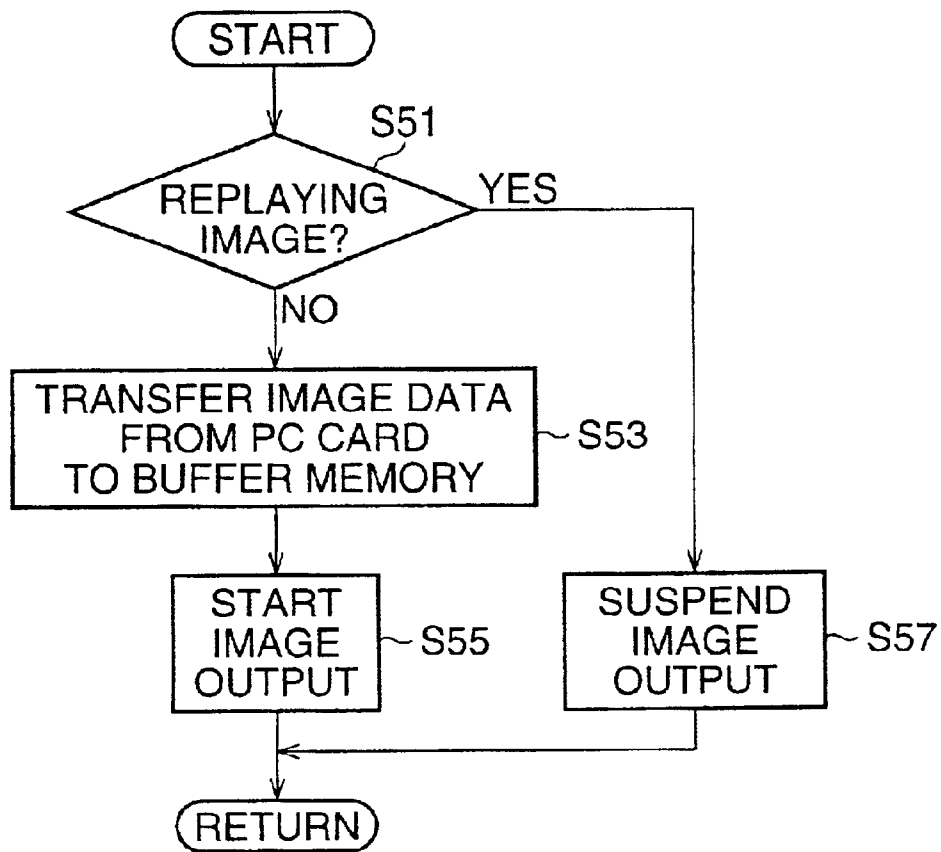 START
S51
REPLAYING
IMAGE?
YES
NO
TRANSFER IMAGE DATA
FROM PC CARD
TO BUFFER MEMORY
S53
START
IMAGE
OUTPUT
S55
SUSPEND
IMAGE
OUTPUT
S57
RETURN